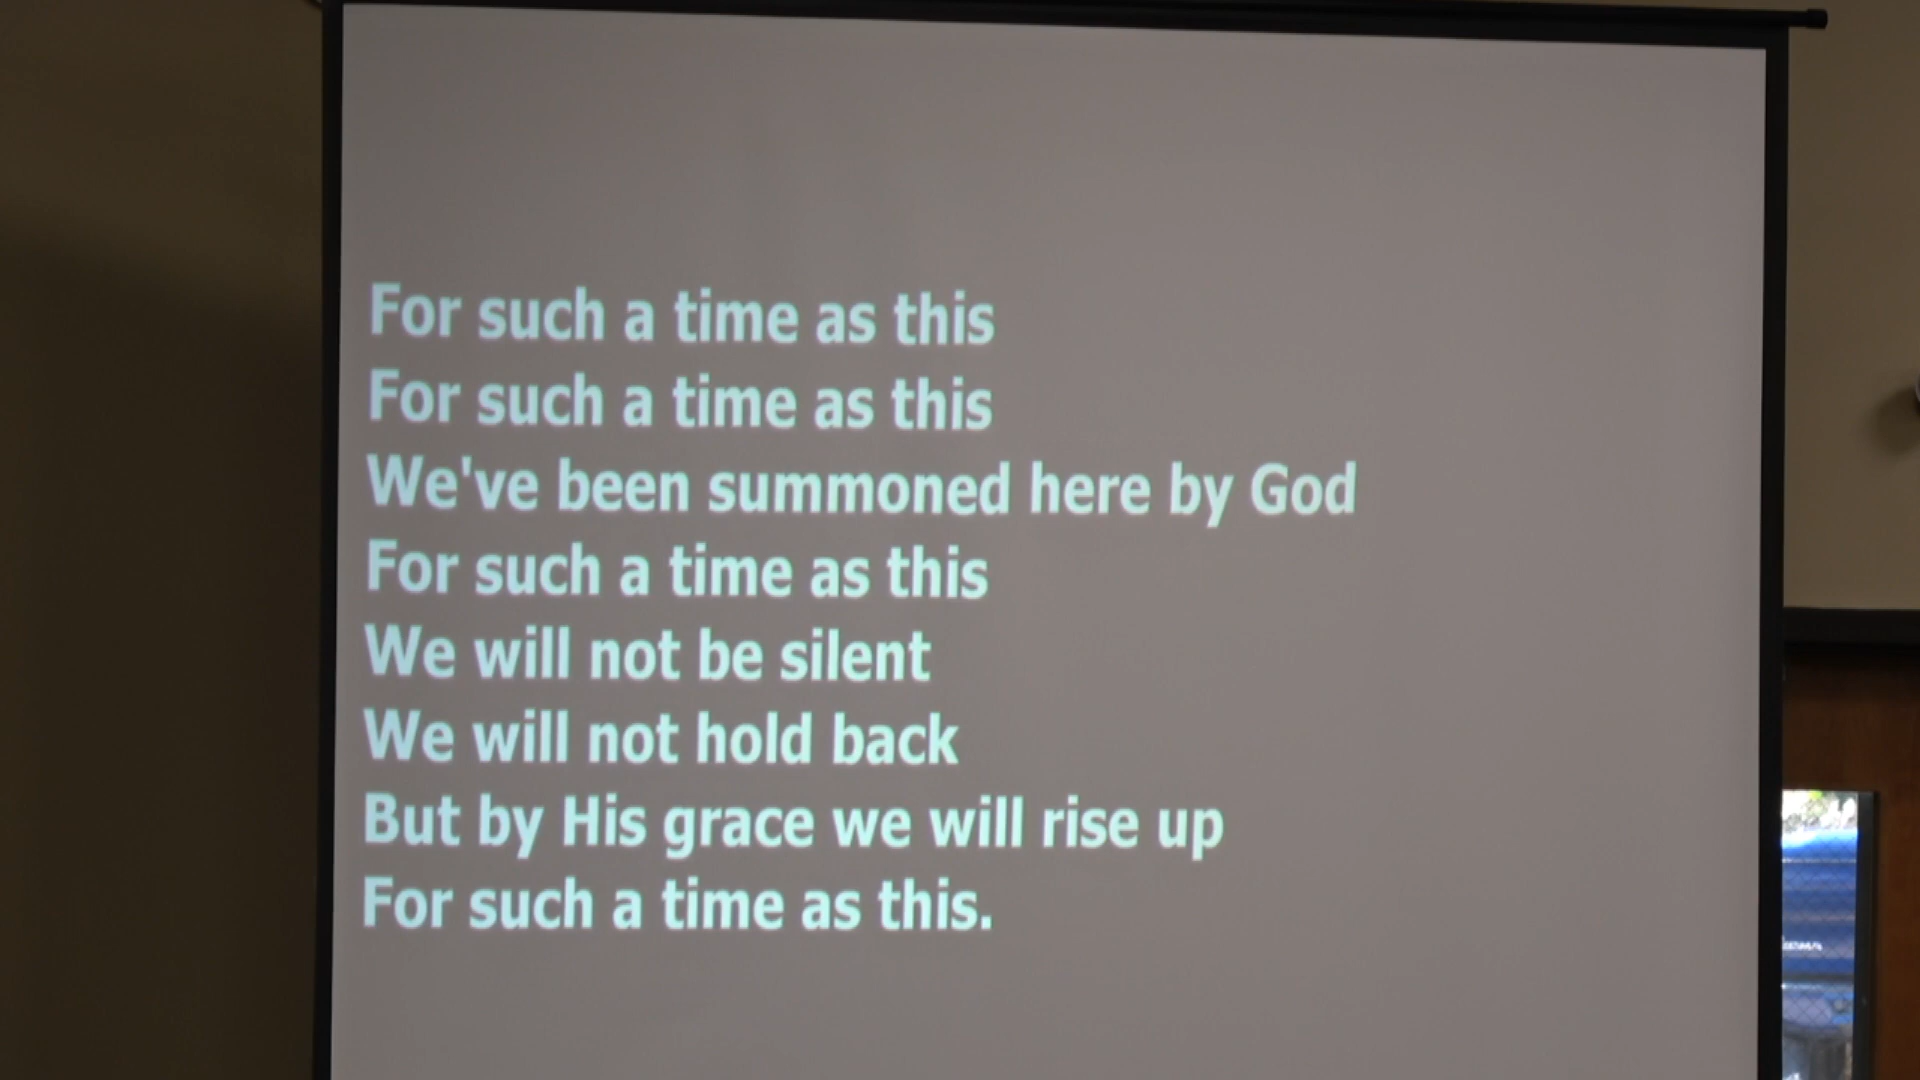 For such a time as this
For such a time as this
We've been summoned here by God
For such a time as this
We will not be silent
We will not hold back
But by His grace we will rise up
For such a time as this.